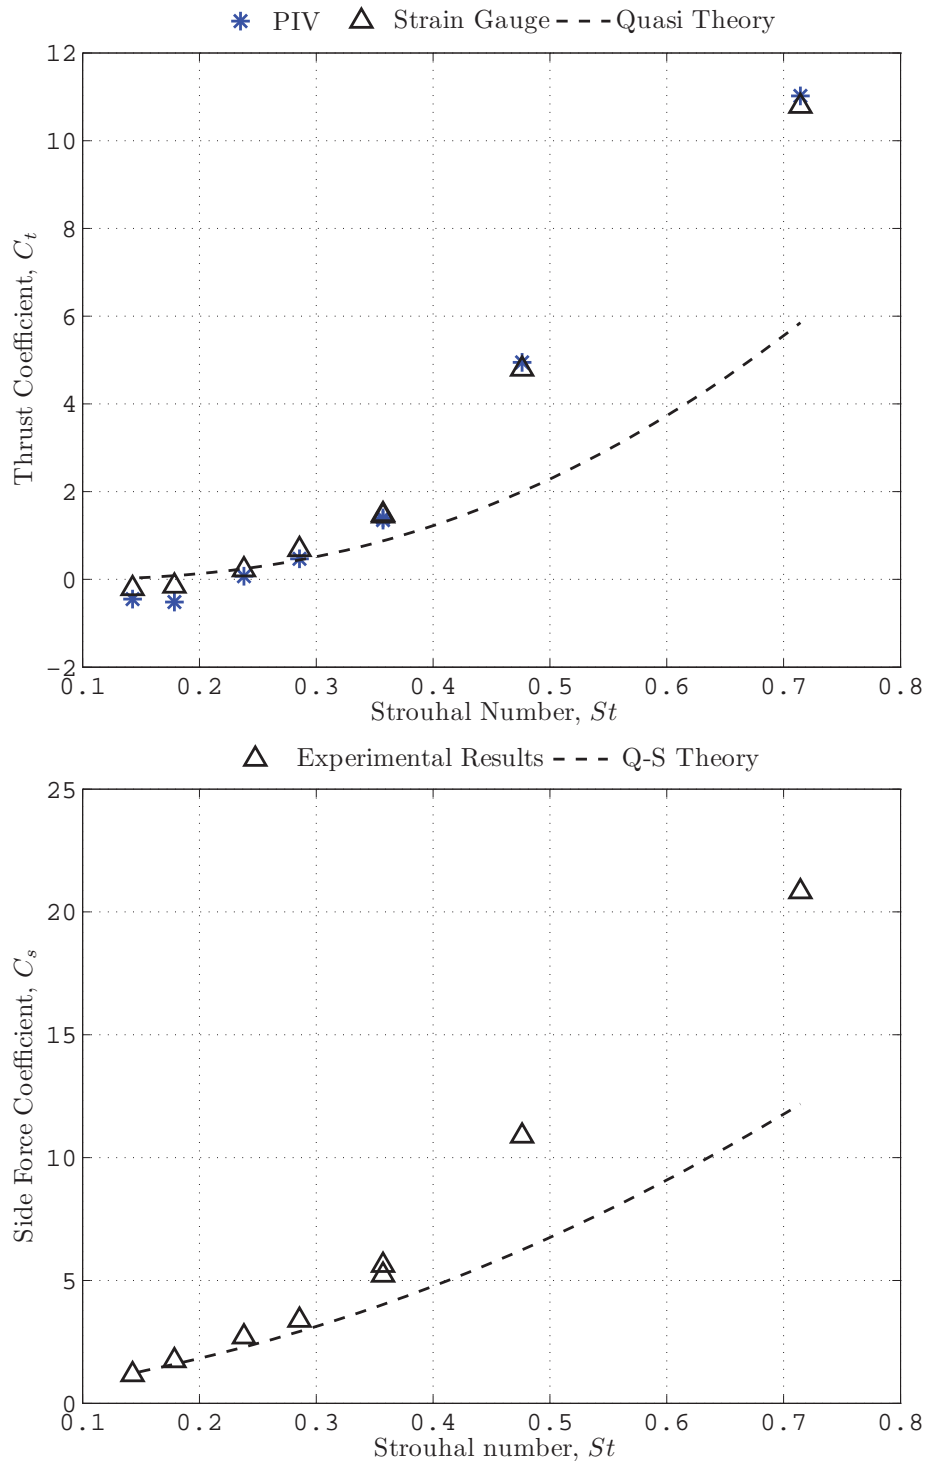 PIV Strain Gauge Quasi Theory
12
10
8
6
4
2
0
−2
Thrust Coefficient, Ct
0.1 0.2 0.3 0.4 0.5 0.6 0.7 0.8
Strouhal Number, St
Experimental Results Q-S Theory
25
20
15
10
5
0
Side Force Coefficient, Cs
0.1 0.2 0.3 0.4 0.5 0.6 0.7 0.8
Strouhal number, St